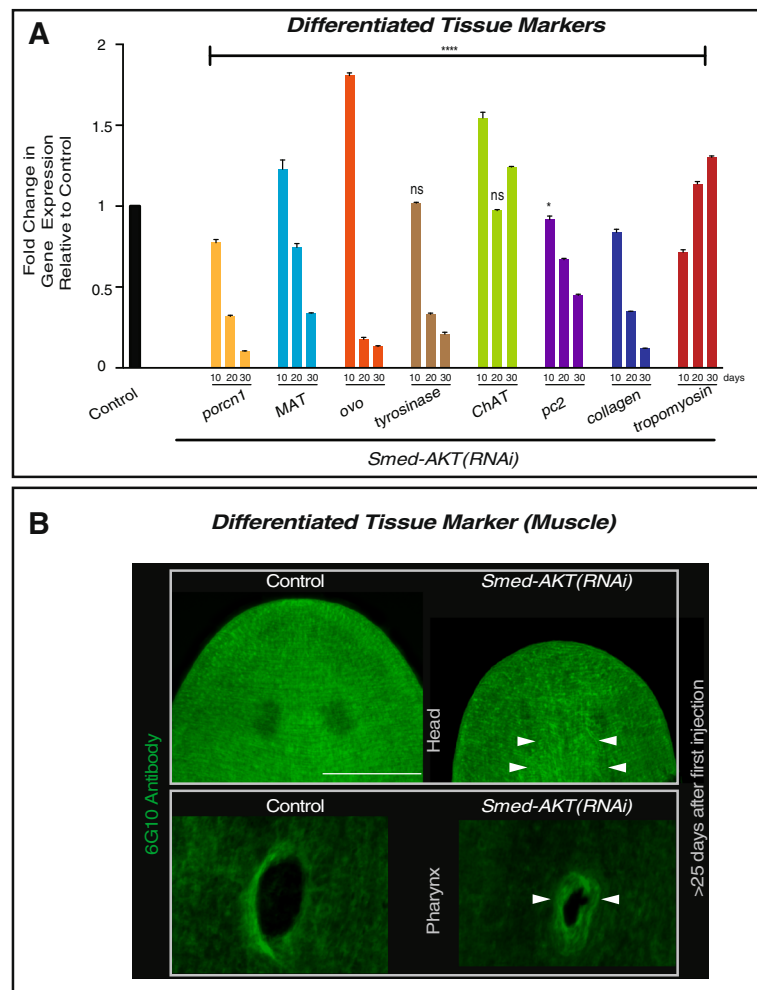 A
Differentiated Tissue Markers
****
Fold Change in
Gene Expression
Relative to Control
2
1.5
1
0.5
0
ns
ns
*
10 20 30
10 20 30
10 20 30
10 20 30
10 20 30
10 20 30
10 20 30
10 20 30 days
Control
porcn1
MAT
ovo
tyrosinase
ChAT
pc2
collagen
tropomyosin
Smed-AKT(RNAi)
B
Differentiated Tissue Marker (Muscle)
Control
Smed-AKT(RNAi)
Head
6G10 Antibody
>25 days after first injection
Control
Smed-AKT(RNAi)
Pharynx